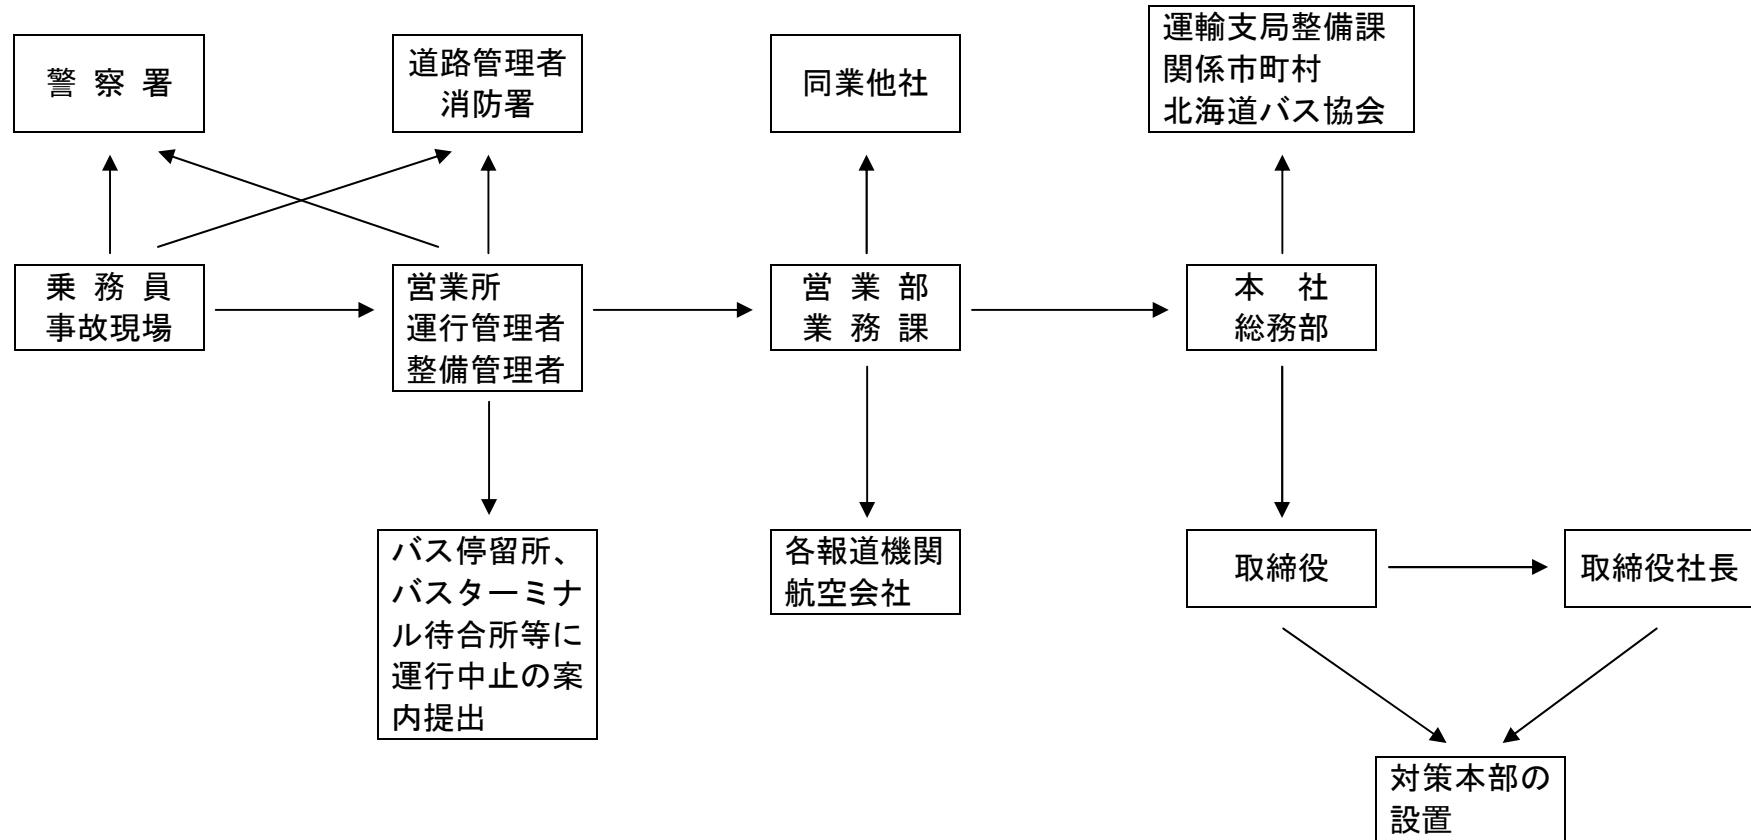 警 察 署
道路管理者
消防署
同業他社
運輸支局整備課
関係市町村
北海道バス協会
乗 務 員
事故現場
営業所
運行管理者
整備管理者
営 業 部
業 務 課
本 社
総務部
バス停留所、
バスターミナ
ル待合所等に
運行中止の案
内提出
各報道機関
航空会社
取締役
取締役社長
対策本部の
設置